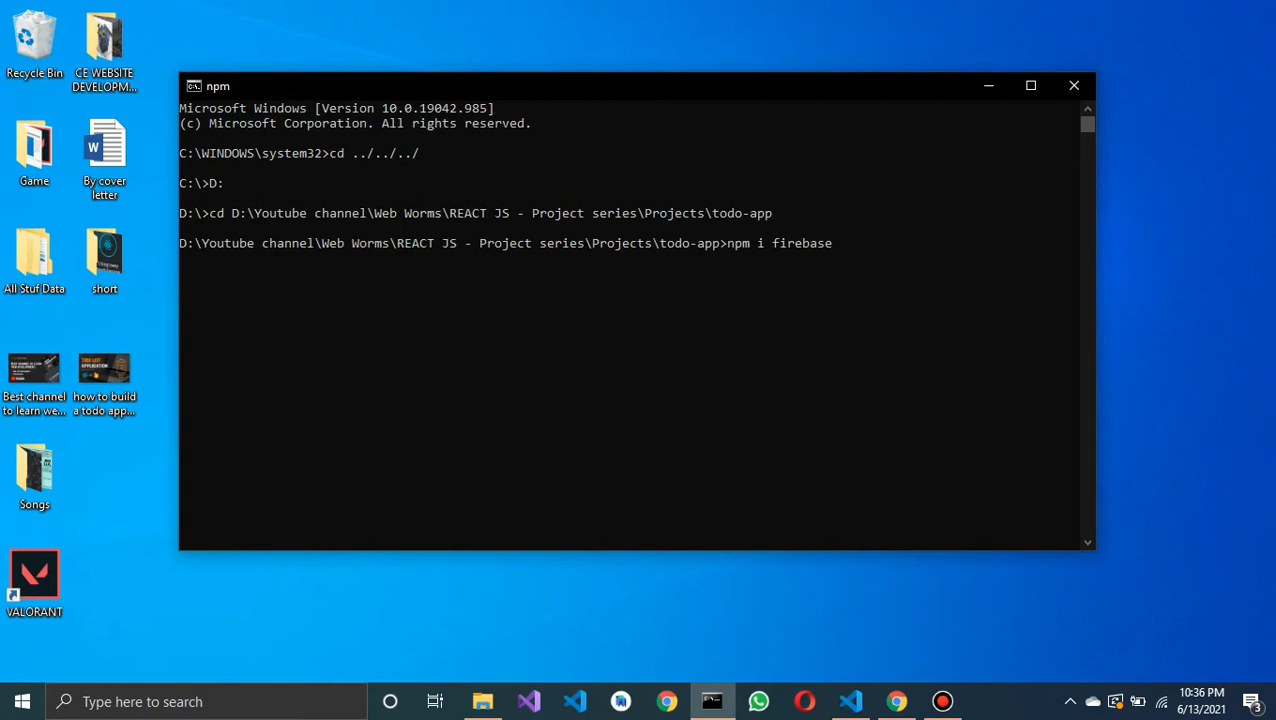 Recycle Bin
CE WEBSITE
DEVELOPM...
Game
By cover
letter
All Stuf Data
short
Best channel
to learn we...
how to build
a todo app...
Songs
VALORANT
npm
Microsoft Windows [Version 10.0.19042.985]
(c) Microsoft Corporation. All rights reserved.
C:\WINDOWS\system32>cd ../../../
C:\>D:
D:\>cd D:\Youtube channel\Web Worms\REACT JS - Project series\Projects\todo-app
D:\Youtube channel\Web Worms\REACT JS - Project series\Projects\todo-app>npm i firebase
Type here to search
10:36 PM
6/13/2021
3